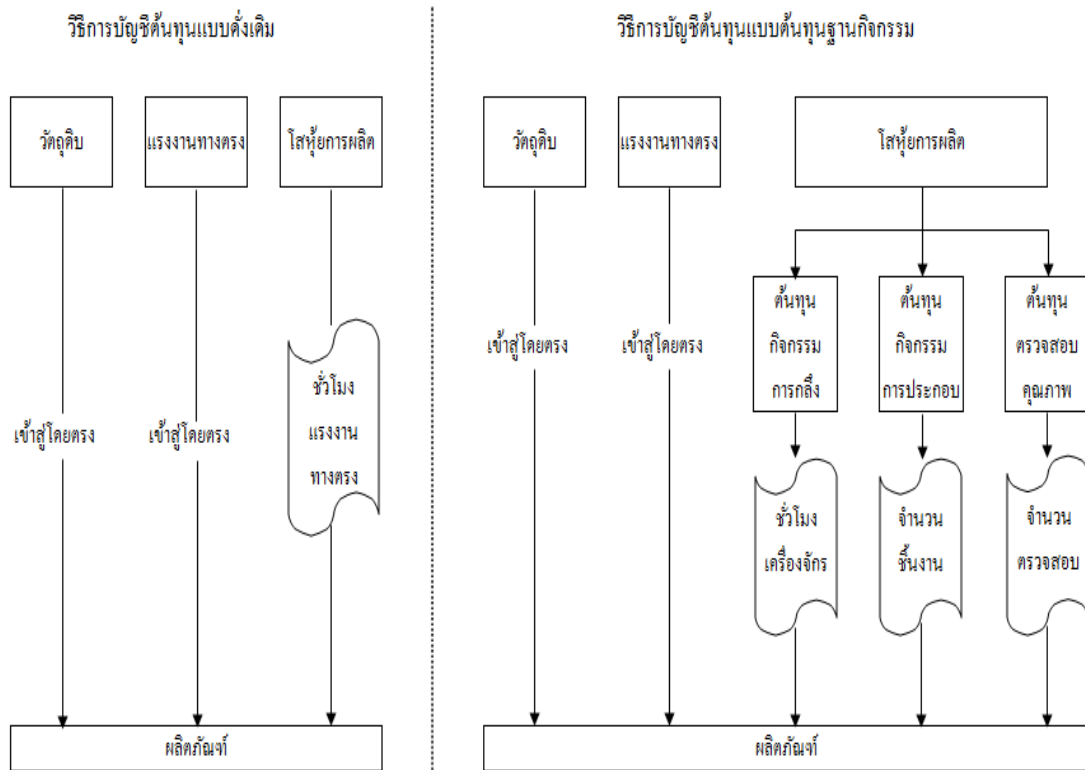 วิธีการบัญชีต้นทุนแบบดั่งเดิม
วัตถุดิบ
แรงงานทางตรง
โสหุ้ยการผลิต
เข้าสู่โดยตรง
เข้าสู่โดยตรง
ชั่วโมง
แรงงาน
ทางตรง
ผลิตภัณฑ์
วิธีการบัญชีต้นทุนแบบต้นทุนฐานกิจกรรม
วัตถุดิบ
แรงงานทางตรง
โสหุ้ยการผลิต
เข้าสู่โดยตรง
เข้าสู่โดยตรง
ต้นทุน
กิจกรรม
การกลึง
ต้นทุน
กิจกรรม
การประกอบ
ต้นทุน
ตรวจสอบ
คุณภาพ
ชั่วโมง
เครื่องจักร
จำนวน
ชิ้นงาน
จำนวน
ตรวจสอบ
ผลิตภัณฑ์